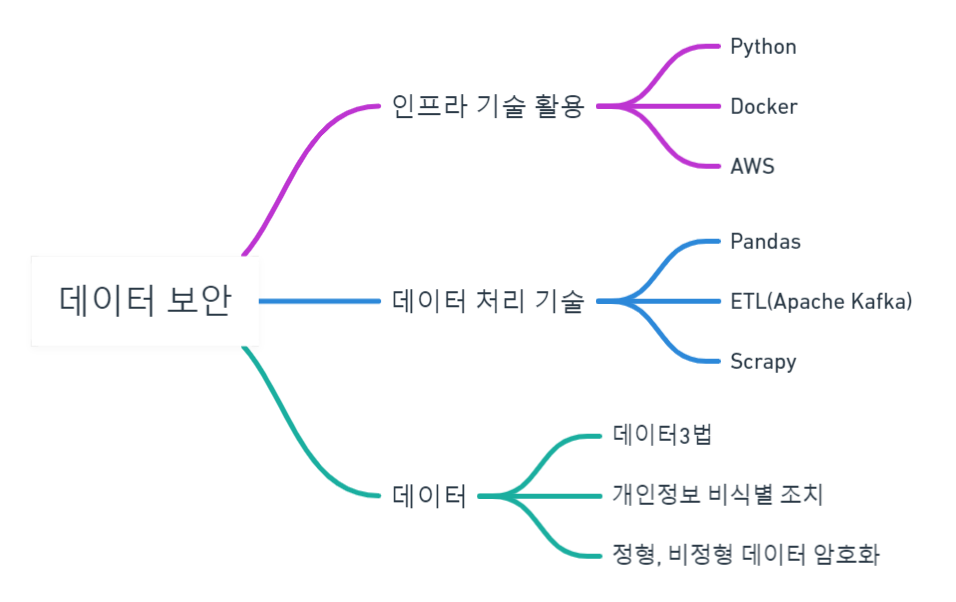 데이터 보안
인프라 기술 활용
Python
Docker
AWS
데이터 처리 기술
Pandas
ETL(Apache Kafka)
Scrapy
데이터
데이터3법
개인정보 비식별 조치
정형, 비정형 데이터 암호화